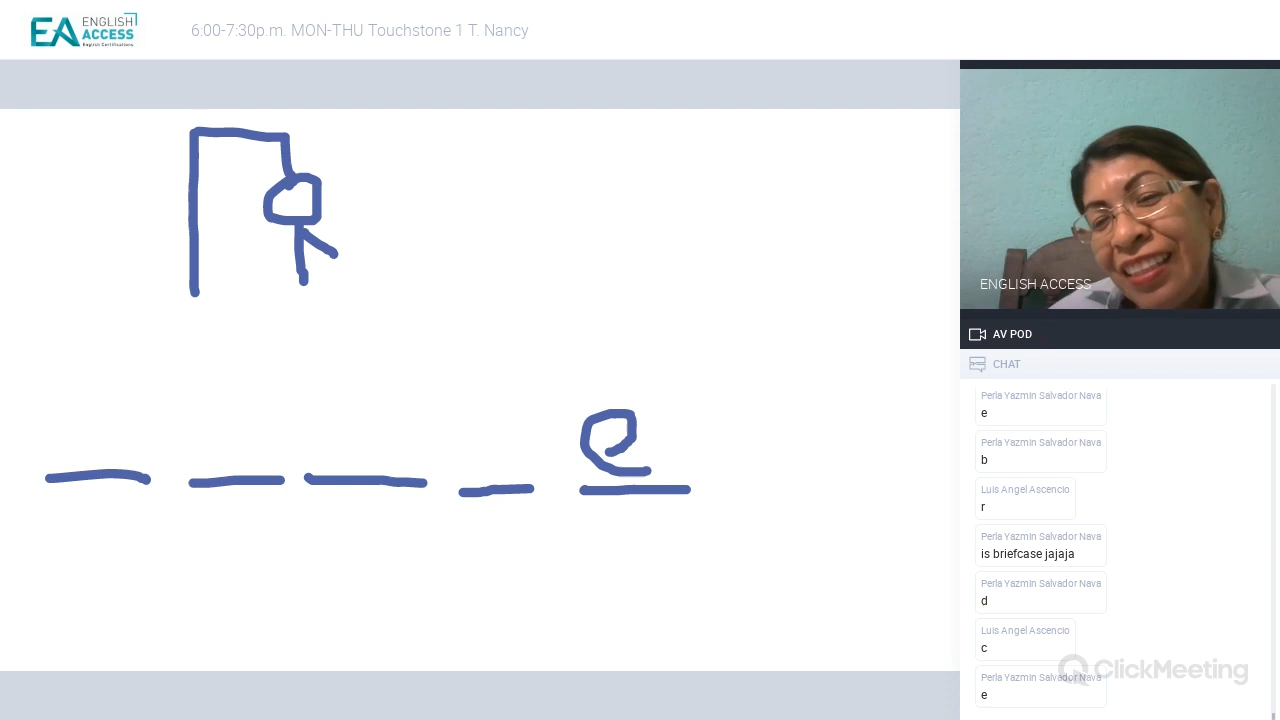 EA ENGLISH
ACCESS
English Certifications
6:00-7:30p.m. MON-THU Touchstone 1 T. Nancy
e
ENGLISH ACCESS
AV POD
CHAT
Perla Yazmin Salvador Nava
e
Perla Yazmin Salvador Nava
b
Luis Angel Ascencio
r
Perla Yazmin Salvador Nava
is briefcase jajaja
Perla Yazmin Salvador Nava
d
Luis Angel Ascencio
c
ClickMeeting
Perla Yazmin Salvador Nava
e